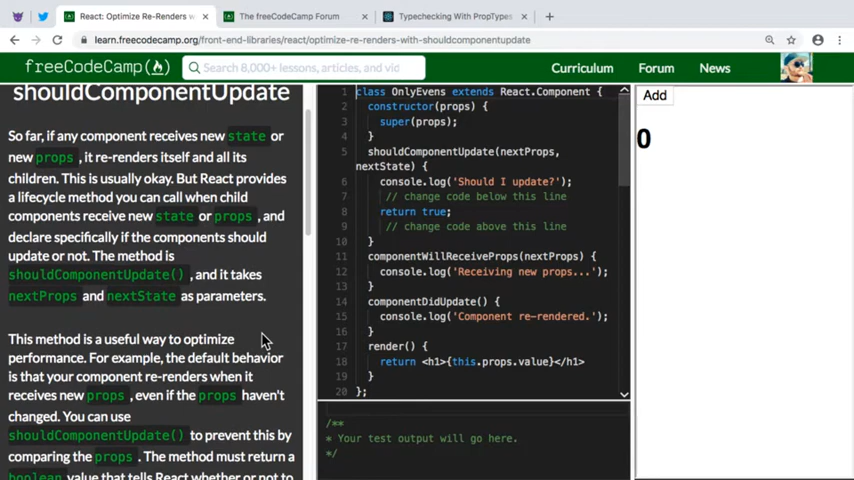 React: Optimize Re-Renders w
The freeCodeCamp Forum
Typechecking With PropTypes
learn.freecodecamp.org/front-end-libraries/react/optimize-re-renders-with-shouldcomponentupdate
freeCodeCamp
Search 8,000+ lessons, articles, and vid
Curriculum
Forum
News
shouldComponentUpdate
So far, if any component receives new state or
new props , it re-renders itself and all its
children. This is usually okay. But React provides
a lifecycle method you can call when child
components receive new state or props , and
declare specifically if the components should
update or not. The method is
shouldComponentUpdate() , and it takes
nextProps and nextState as parameters.
This method is a useful way to optimize
performance. For example, the default behavior
is that your component re-renders when it
receives new props , even if the props haven't
changed. You can use
shouldComponentUpdate() to prevent this by
comparing the props . The method must return a
boolean value that tells React whether or not to
1 class OnlyEvens extends React.Component {
2 constructor(props) {
3 super(props);
4 }
5 shouldComponentUpdate(nextProps,
nextState) {
6 console.log('Should I update?');
7 // change code below this line
8 return true;
9 // change code above this line
10 }
11 componentWillReceiveProps(nextProps) {
12 console.log('Receiving new props...');
13 }
14 componentDidUpdate() {
15 console.log('Component re-rendered.');
16 }
17 render() {
18 return <h1>{this.props.value}</h1>
19 }
20 };
/**
* Your test output will go here.
*/
Add
0